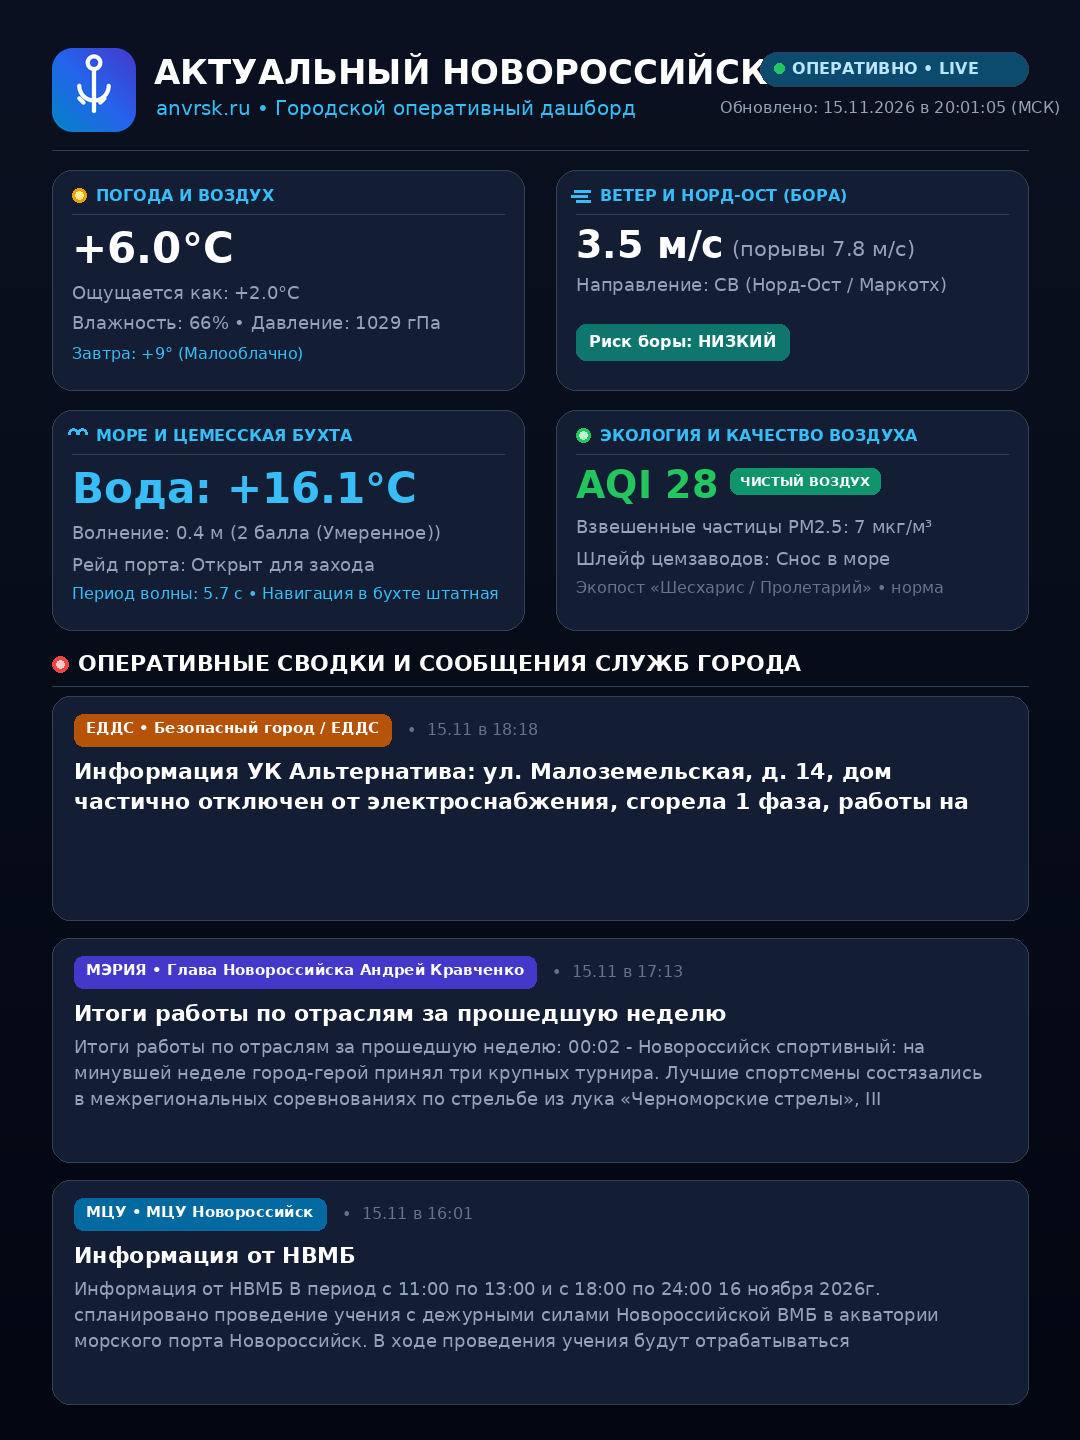 АКТУАЛЬНЫЙ НОВОРОССИЙСК
ОПЕРАТИВНО • LIVE
anvrsk.ru • Городской оперативный дашборд
Обновлено: 15.11.2026 в 20:01:05 (МСК)
ПОГОДА И ВОЗДУХ
+6.0°C
Ощущается как: +2.0°C
Влажность: 66% • Давление: 1029 гПа
Завтра: +9° (Малооблачно)
ВЕТЕР И НОРД-ОСТ (БОРА)
3.5 м/с (порывы 7.8 м/с)
Направление: СВ (Норд-Ост / Маркотх)
Риск боры: НИЗКИЙ
МОРЕ И ЦЕМЕССКАЯ БУХТА
Вода: +16.1°C
Волнение: 0.4 м (2 балла (Умеренное))
Рейд порта: Открыт для захода
Период волны: 5.7 с • Навигация в бухте штатная
ЭКОЛОГИЯ И КАЧЕСТВО ВОЗДУХА
AQI 28 ЧИСТЫЙ ВОЗДУХ
Взвешенные частицы PM2.5: 7 мкг/м³
Шлейф цемзаводов: Снос в море
Экопост «Шесхарис / Пролетарий» • норма
ОПЕРАТИВНЫЕ СВОДКИ И СООБЩЕНИЯ СЛУЖБ ГОРОДА
ЕДДС • Безопасный город / ЕДДС • 15.11 в 18:18
Информация УК Альтернатива: ул. Малоземельская, д. 14, дом
частично отключен от электроснабжения, сгорела 1 фаза, работы на
МЭРИЯ • Глава Новороссийска Андрей Кравченко • 15.11 в 17:13
Итоги работы по отраслям за прошедшую неделю
Итоги работы по отраслям за прошедшую неделю: 00:02 - Новороссийск спортивный: на
минувшей неделе город-герой принял три крупных турнира. Лучшие спортсмены состязались
в межрегиональных соревнованиях по стрельбе из лука «Черноморские стрелы», III
МЦУ • МЦУ Новороссийск • 15.11 в 16:01
Информация от НВМБ
Информация от НВМБ В период с 11:00 по 13:00 и с 18:00 по 24:00 16 ноября 2026г.
спланировано проведение учения с дежурными силами Новороссийской ВМБ в акватории
морского порта Новороссийск. В ходе проведения учения будут отрабатываться